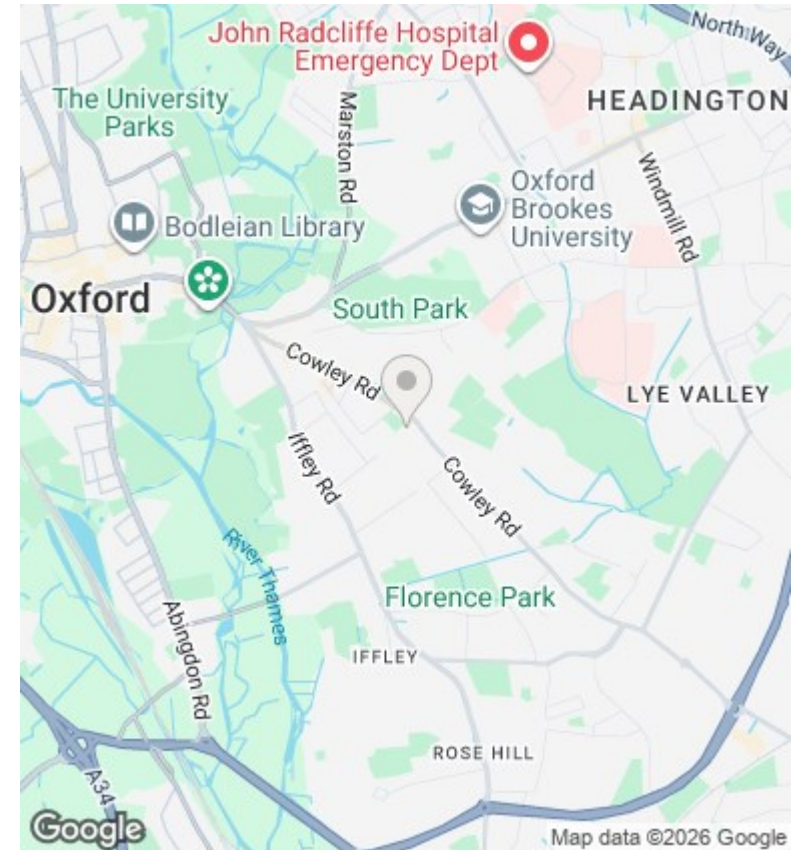 John Radcliffe Hospital
Emergency Dept
North Way
The University
Parks
HEADINGTON
Marston Rd
Windmill Rd
Oxford
Brookes
University
Bodleian Library
Oxford
South Park
Cowley Rd
LYE VALLEY
Iffley Rd
Cowley Rd
River Thames
Florence Park
Abingdon Rd
IFFLEY
ROSE HILL
A34
Google
Map data ©2026 Google